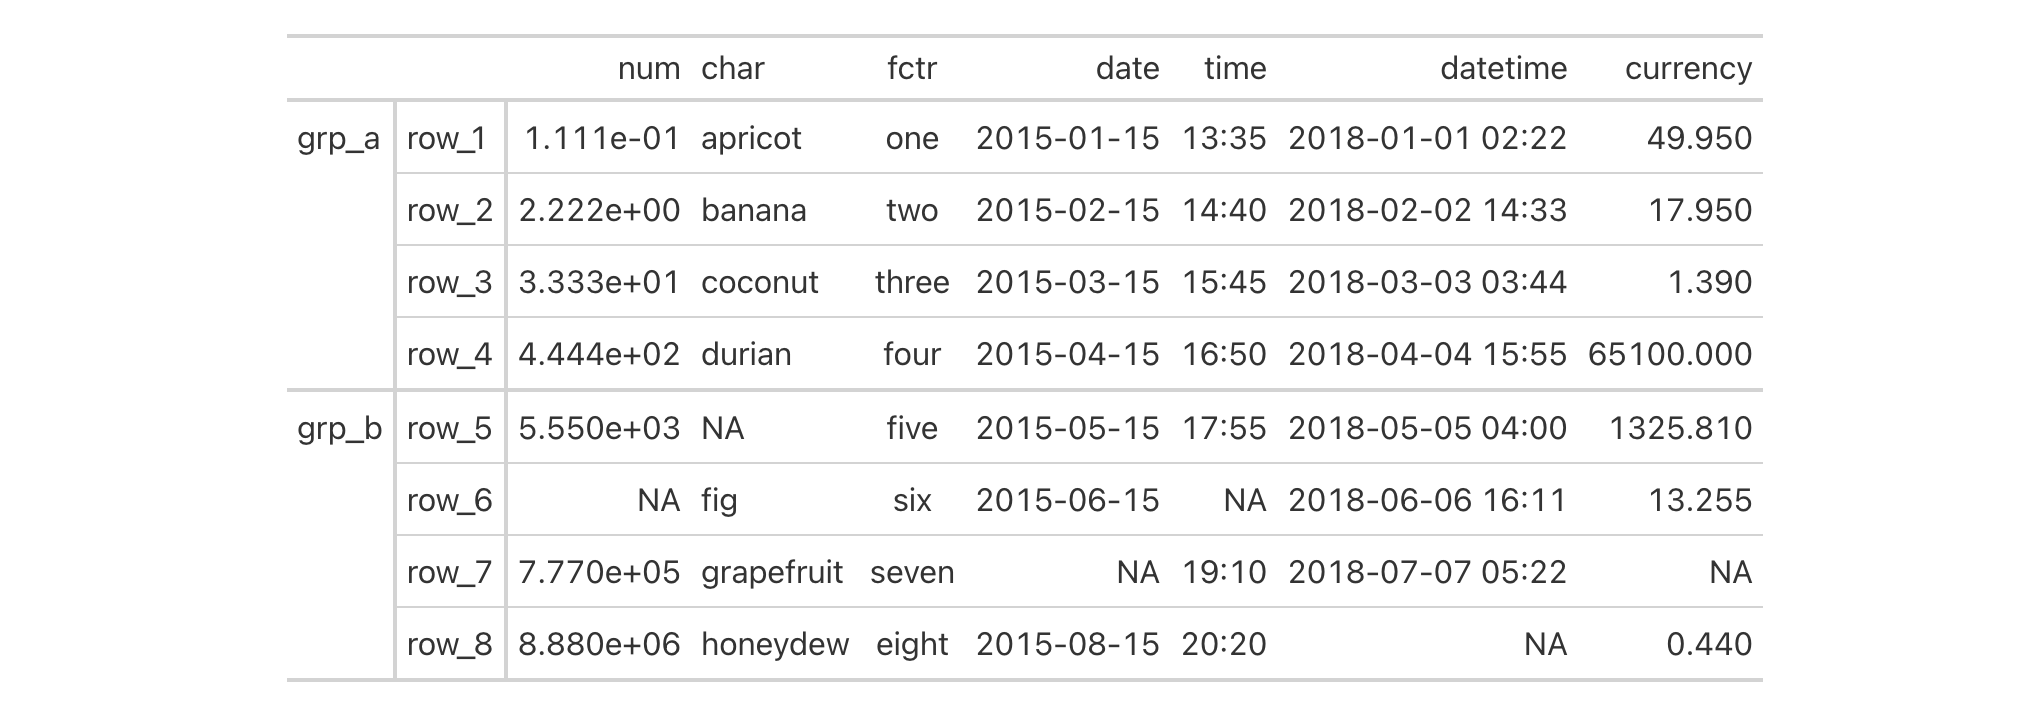 num char fctr date time datetime currency
grp_a row_1 1.111e-01 apricot one 2015-01-15 13:35 2018-01-01 02:22 49.950
row_2 2.222e+00 banana two 2015-02-15 14:40 2018-02-02 14:33 17.950
row_3 3.333e+01 coconut three 2015-03-15 15:45 2018-03-03 03:44 1.390
row_4 4.444e+02 durian four 2015-04-15 16:50 2018-04-04 15:55 65100.000
grp_b row_5 5.550e+03 NA five 2015-05-15 17:55 2018-05-05 04:00 1325.810
row_6 NA fig six 2015-06-15 NA 2018-06-06 16:11 13.255
row_7 7.770e+05 grapefruit seven NA 19:10 2018-07-07 05:22 NA
row_8 8.880e+06 honeydew eight 2015-08-15 20:20 NA 0.440